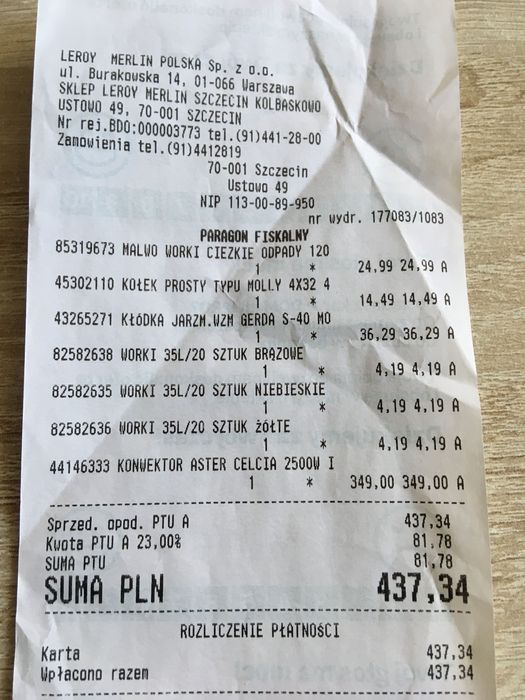 LEROY MERLIN POLSKA Sp. z o.o.
ul. Burakowska 14, 01-066 Warszawa
SKLEP LEROY MERLIN SZCZECIN KOLBASKOWO
USTOWO 49, 70-001 SZCZECIN
Nr rej.BDO:000003773 tel.(91)441-28-00
Zamowienia tel.(91)4412819
70-001 Szczecin
Ustowo 49
NIP 113-00-89-950
nr wydr. 177083/1083
PARAGON FISKALNY
85319673 MALWO WORKI CIEZKIE ODPADY 120
1 * 24,99 24,99 A
45302110 KOŁEK PROSTY TYPU MOLLY 4X32 4
1 * 14,49 14,49 A
43265271 KŁÓDKA JARZM.WZM GERDA S-40 MO
1 * 36,29 36,29 A
82582638 WORKI 35L/20 SZTUK BRĄZOWE
1 * 4,19 4,19 A
82582635 WORKI 35L/20 SZTUK NIEBIESKIE
1 * 4,19 4,19 A
82582636 WORKI 35L/20 SZTUK ŻÓŁTE
1 * 4,19 4,19 A
44146333 KONWEKTOR ASTER CELCIA 2500W I
1 * 349,00 349,00 A
Sprzed. opod. PTU A 437,34
Kwota PTU A 23,00% 81,78
SUMA PTU 81,78
SUMA PLN 437,34
ROZLICZENIE PŁATNOŚCI
Karta 437,34
Wpłacono razem 437,34